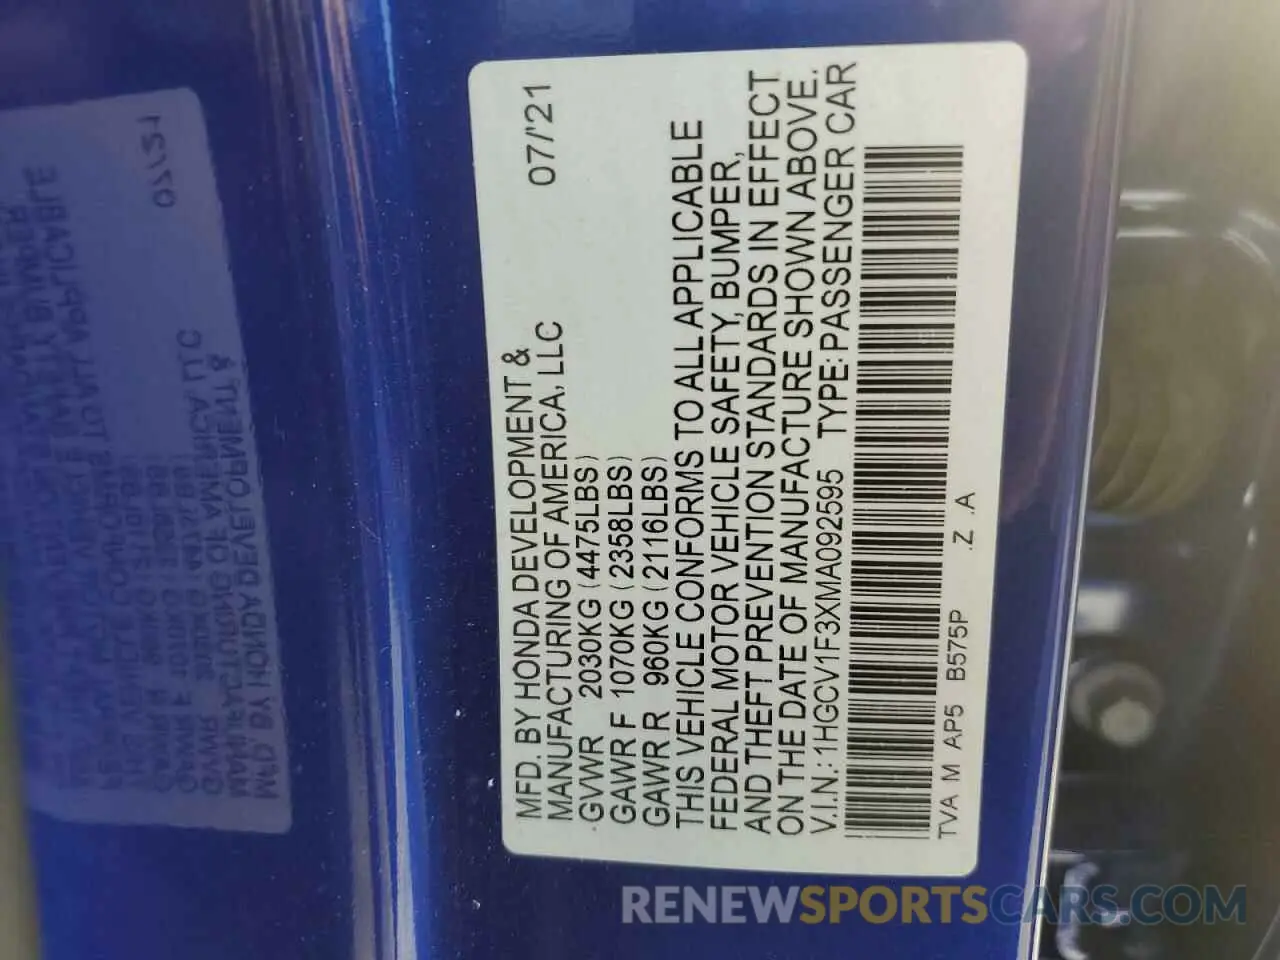 07/'21
MFD. BY HONDA DEVELOPMENT &
MANUFACTURING OF AMERICA, LLC
GVWR 2030KG (4475LBS)
GAWR F 1070KG (2358LBS)
GAWR R 960KG (2116LBS)
THIS VEHICLE CONFORMS TO ALL APPLICABLE
FEDERAL MOTOR VEHICLE SAFETY, BUMPER,
AND THEFT PREVENTION STANDARDS IN EFFECT
ON THE DATE OF MANUFACTURE SHOWN ABOVE.
V.I.N.: 1HGCV1F3XMA092595 TYPE: PASSENGER CAR
TVA M AP5 B575P .Z .A
RENEWSPORTSCARS.COM